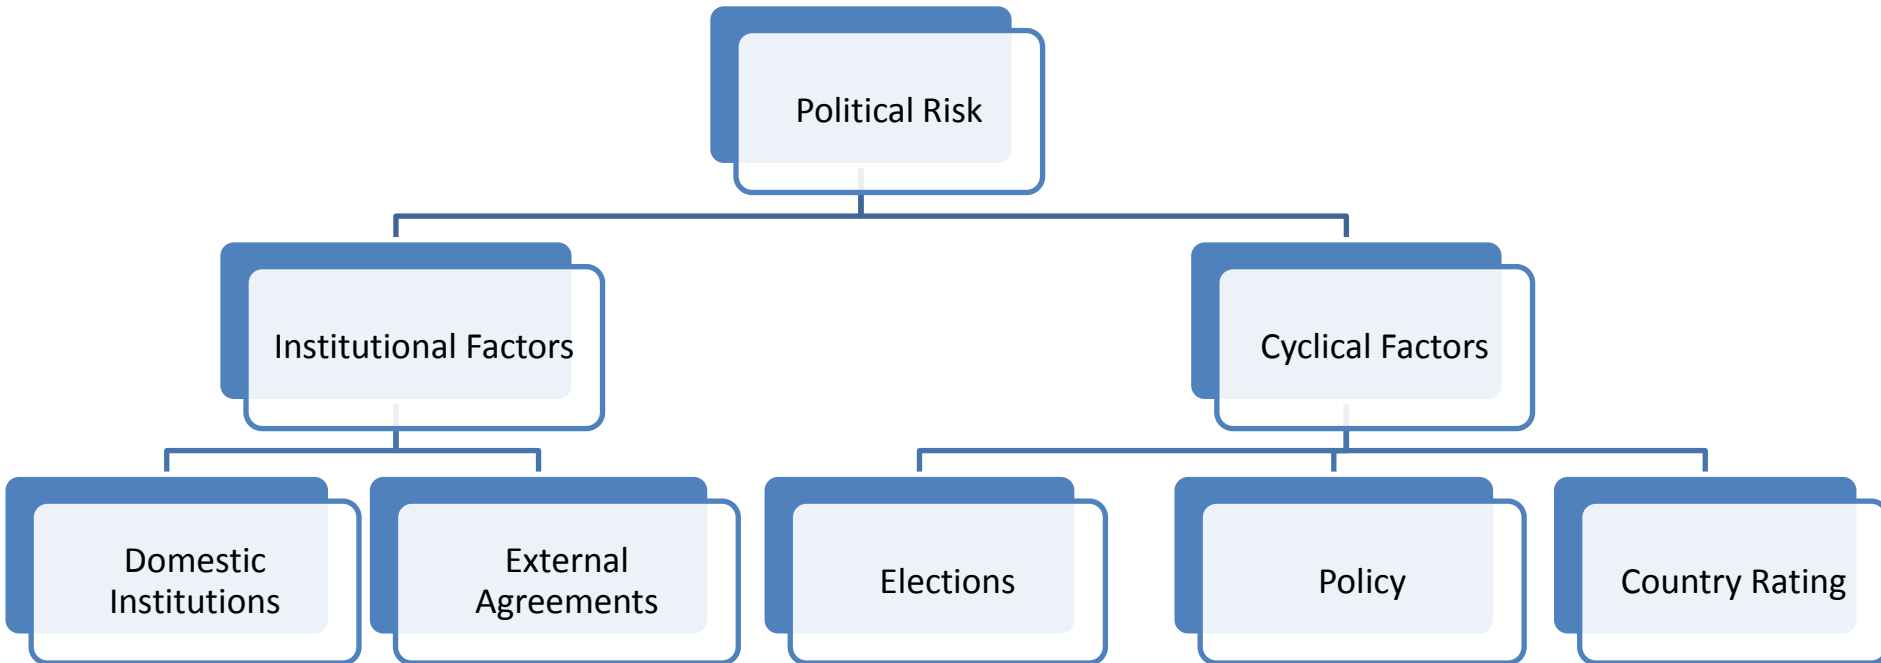 Political Risk
Institutional Factors
Cyclical Factors
Domestic
Institutions
External
Agreements
Elections
Policy
Country Rating